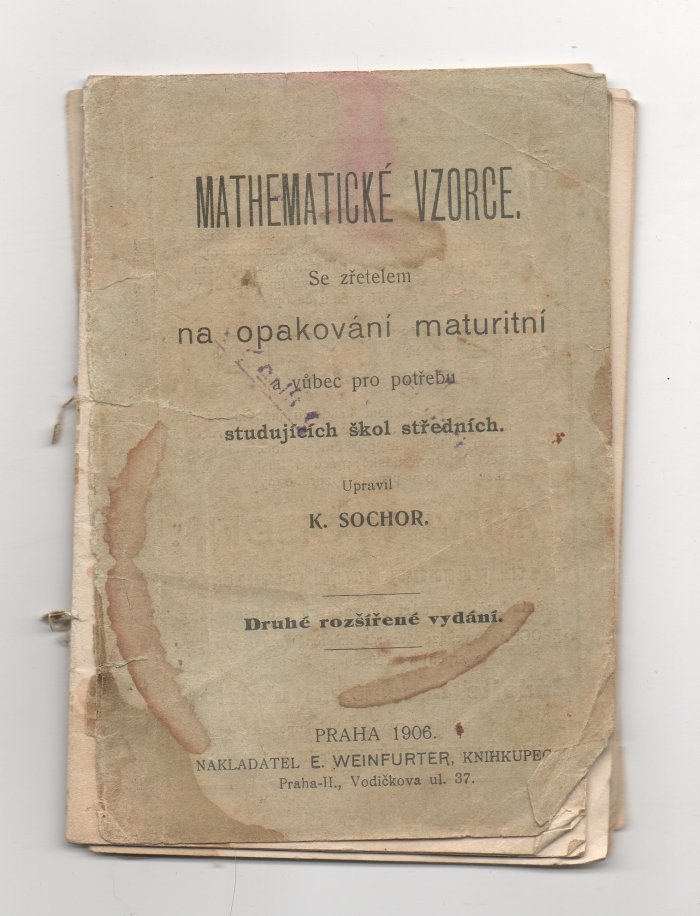 MATHEMATICKÉ VZORCE.
Se zřetelem
na opakování maturitní
a vůbec pro potřebu
studujících škol středních.
Upravil
K. SOCHOR.
Druhé rozšířené vydání.
PRAHA 1906.
NAKLADATEL E. WEINFURTER, KNIHKUPEC
Praha-II., Vodičkova ul. 37.